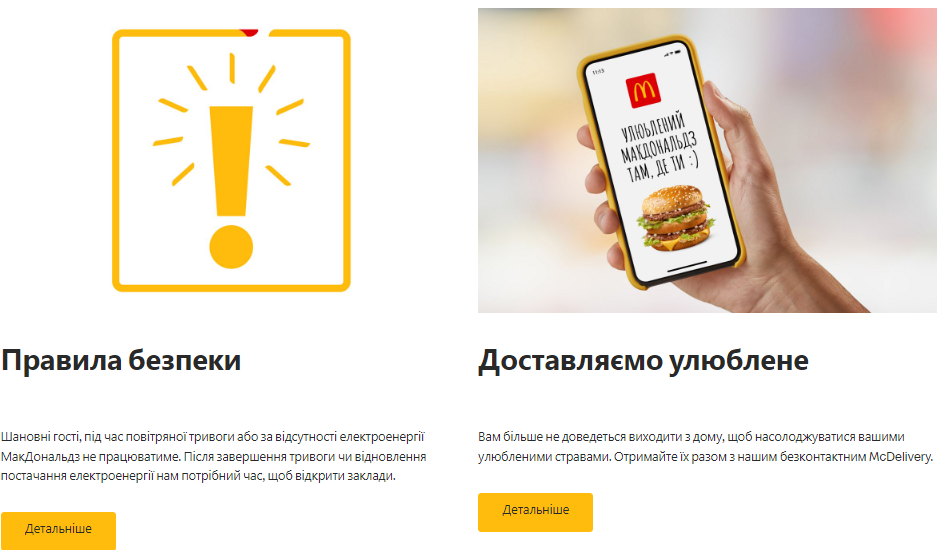 11:13
УЛЮБЛЕНИЙ
МАКДОНАЛЬДЗ
ТАМ, ДЕ ТИ :)
Правила безпеки
Шановні гості, під час повітряної тривоги або за відсутності електроенергії
МакДональдз не працюватиме. Після завершення тривоги чи відновлення
постачання електроенергії нам потрібний час, щоб відкрити заклади.
Детальніше
Доставляємо улюблене
Вам більше не доведеться виходити з дому, щоб насолоджуватися вашими
улюбленими стравами. Отримайте їх разом з нашим безконтактним McDelivery.
Детальніше